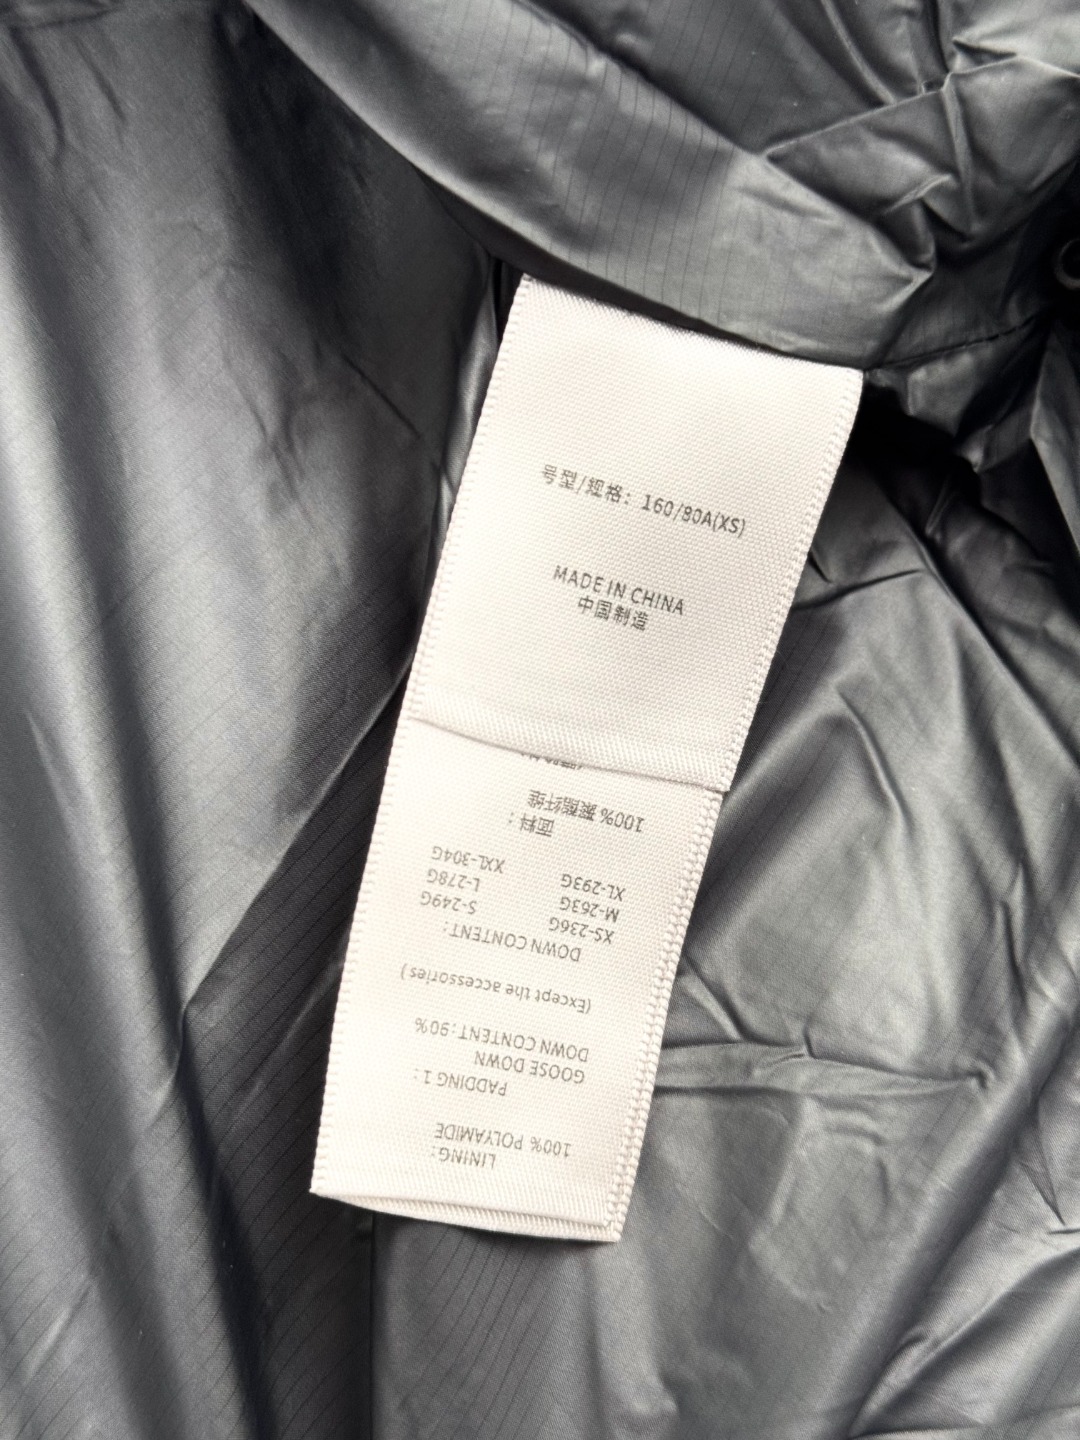 号型/规格: 160/80A(XS)
MADE IN CHINA
中国制造
LINING:
100% POLYAMIDE
PADDING 1:
GOOSE DOWN
DOWN CONTENT:90%
(Except the accessories)
DOWN CONTENT:
XS-236G S-249G
M-263G L-278G
XL-293G XXL-304G
面料:
100% 聚酯纤维